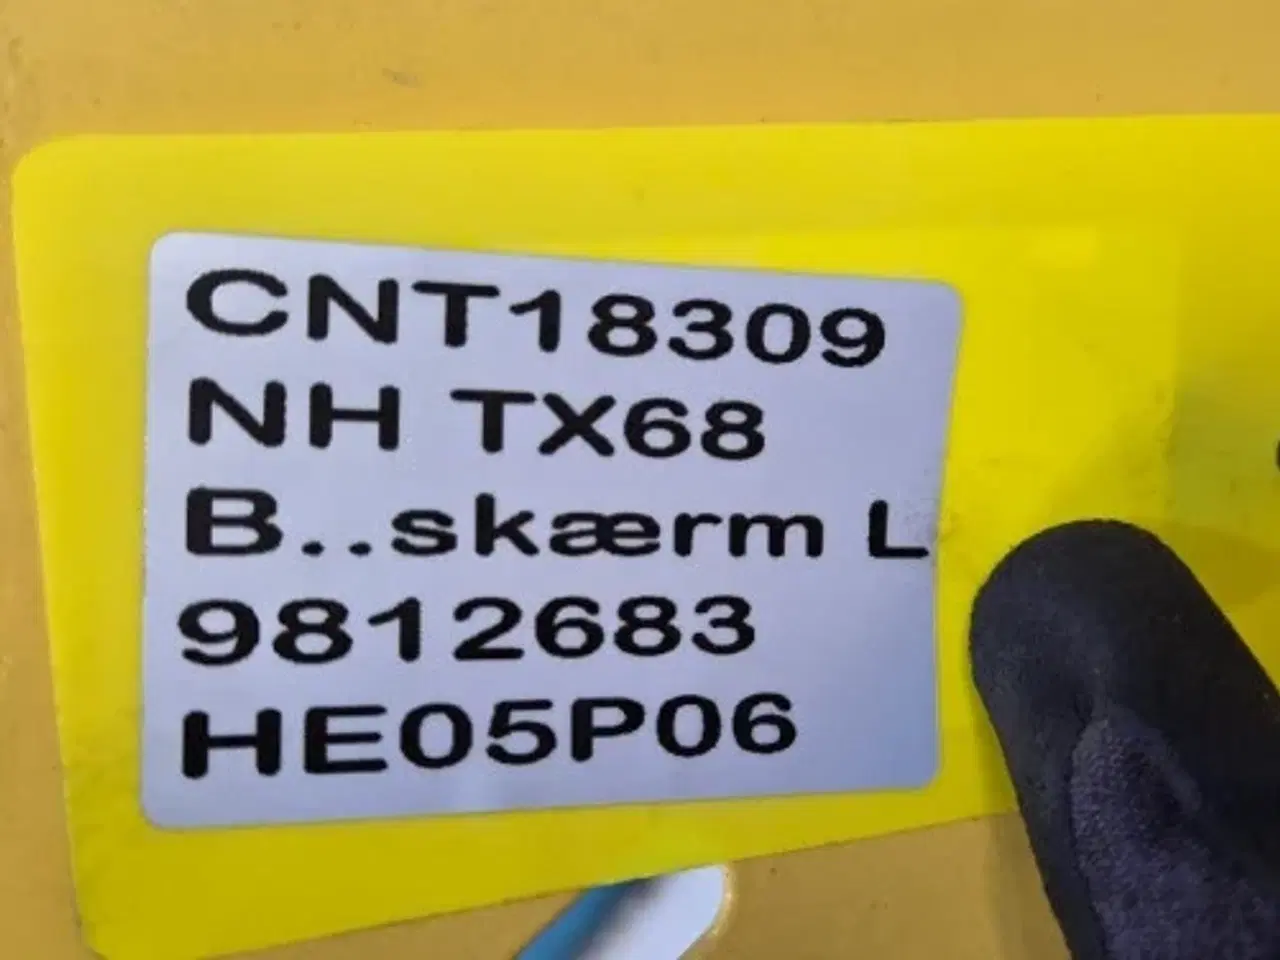 CNT18309
NH TX68
B..skærm L
9812683
HE05P06